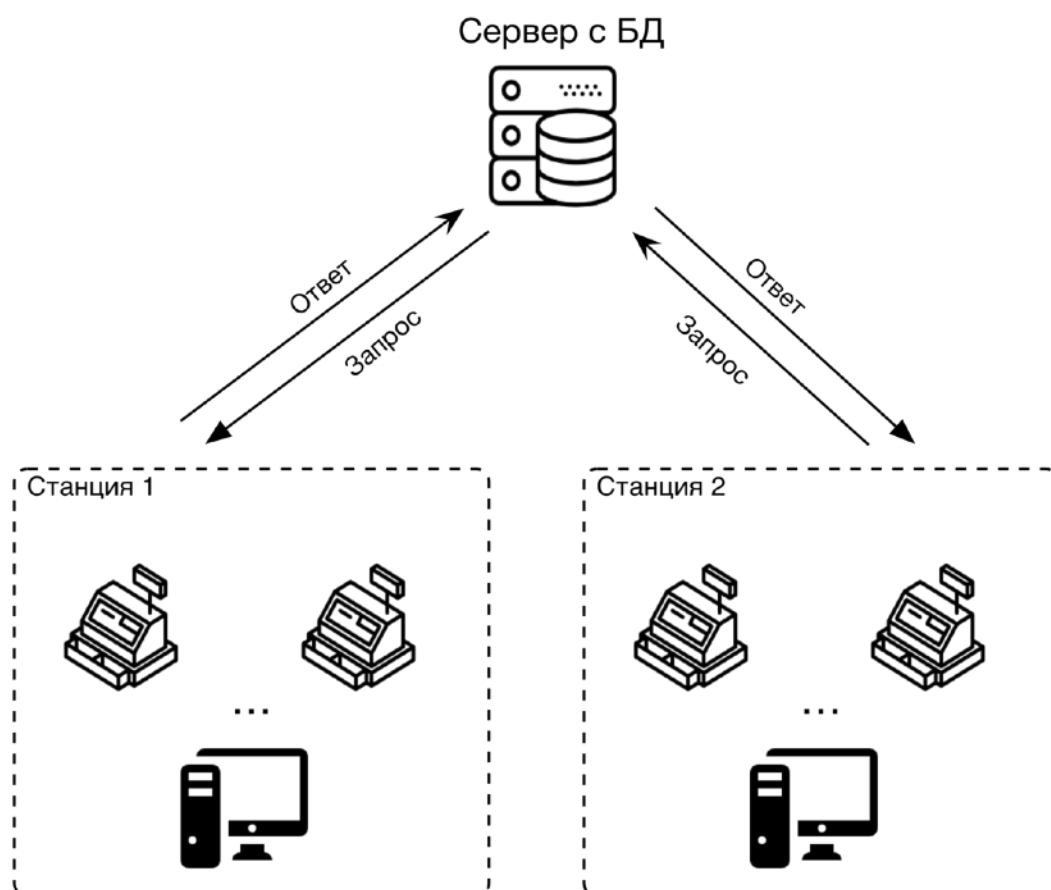 Сервер с БД
Ответ
Запрос
Ответ
Запрос
Станция 1
Станция 2
...
...